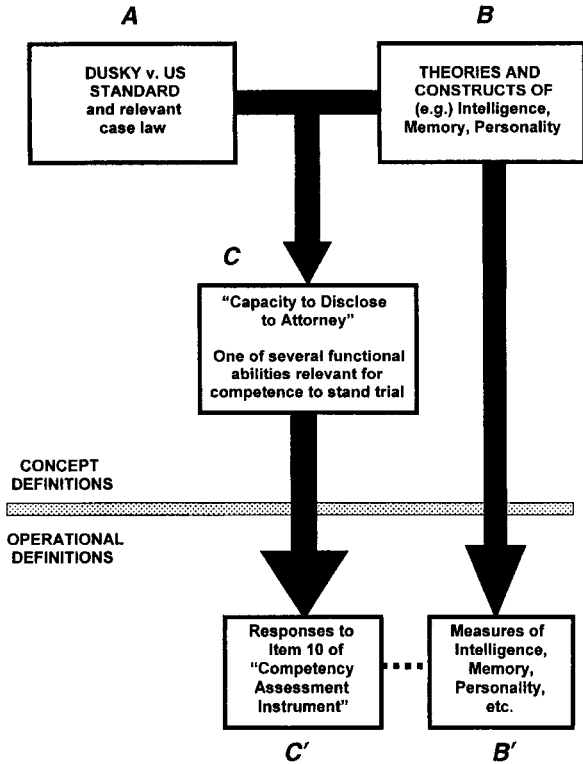 A
B
DUSKY v. US
STANDARD
and relevant
case law
THEORIES AND
CONSTRUCTS OF
(e.g.) Intelligence,
Memory, Personality
C
“Capacity to Disclose
to Attorney”
One of several functional
abilities relevant for
competence to stand trial
CONCEPT
DEFINITIONS
OPERATIONAL
DEFINITIONS
Responses to
Item 10 of
“Competency
Assessment
Instrument”
Measures of
Intelligence,
Memory,
Personality,
etc.
C′
B′